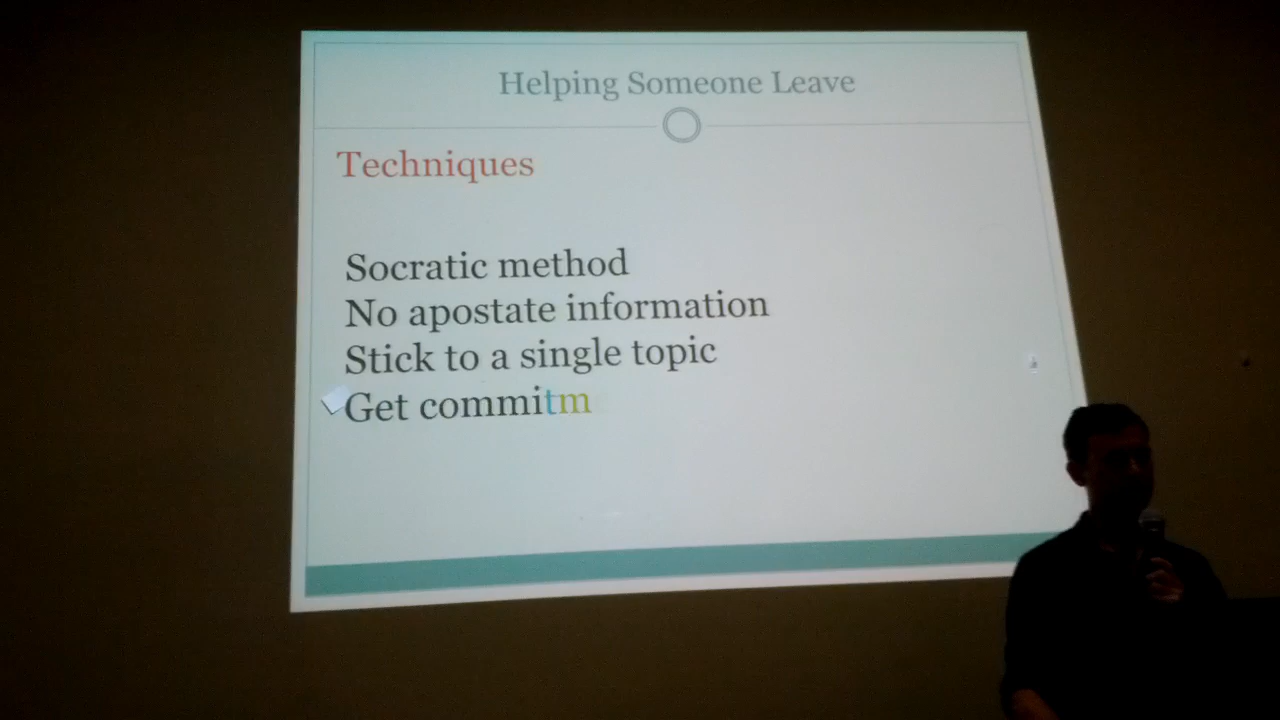 Helping Someone Leave
Techniques
Socratic method
No apostate information
Stick to a single topic
Get commitm